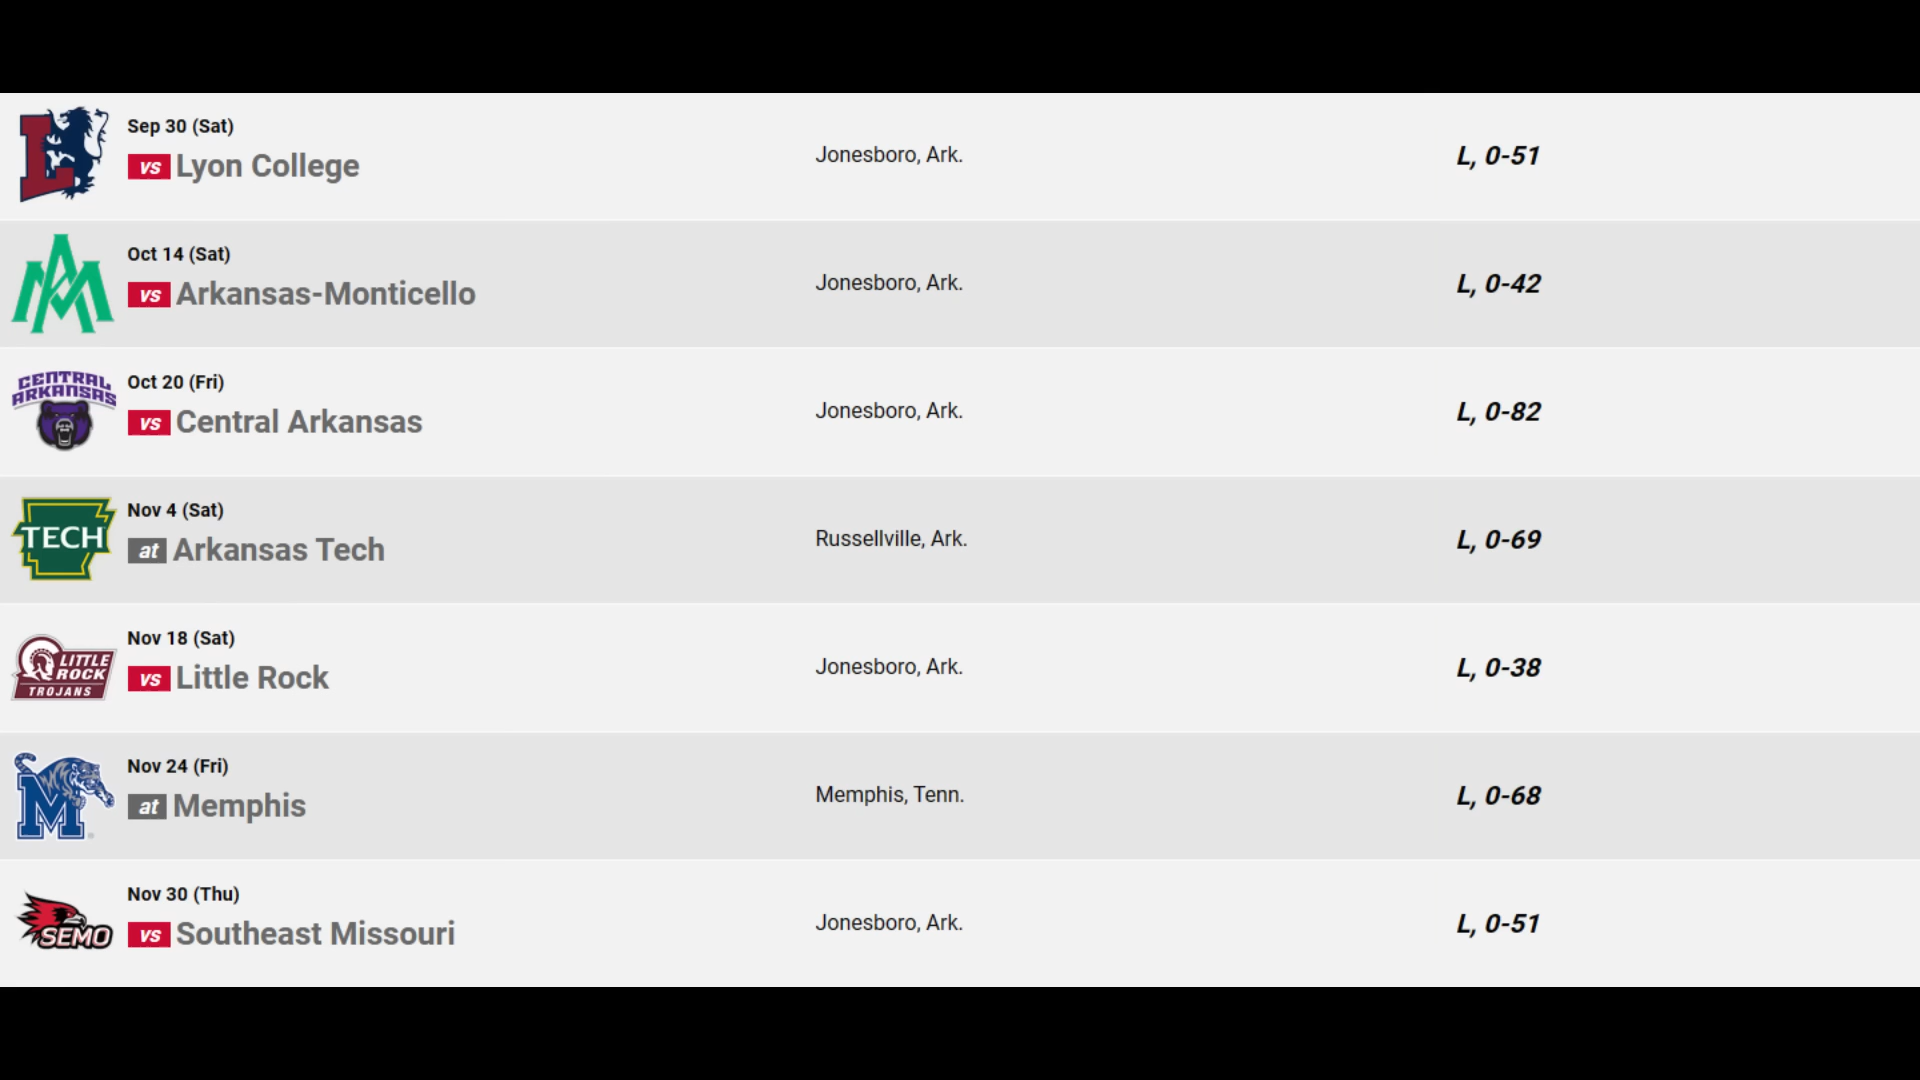 Sep 30 (Sat)
vs Lyon College
Jonesboro, Ark.
L, 0-51
Oct 14 (Sat)
vs Arkansas-Monticello
Jonesboro, Ark.
L, 0-42
CENTRAL
ARKANSAS
Oct 20 (Fri)
vs Central Arkansas
Jonesboro, Ark.
L, 0-82
TECH
Nov 4 (Sat)
at Arkansas Tech
Russellville, Ark.
L, 0-69
LITTLE
ROCK
TROJANS
Nov 18 (Sat)
vs Little Rock
Jonesboro, Ark.
L, 0-38
M
Nov 24 (Fri)
at Memphis
Memphis, Tenn.
L, 0-68
SEMO
Nov 30 (Thu)
vs Southeast Missouri
Jonesboro, Ark.
L, 0-51